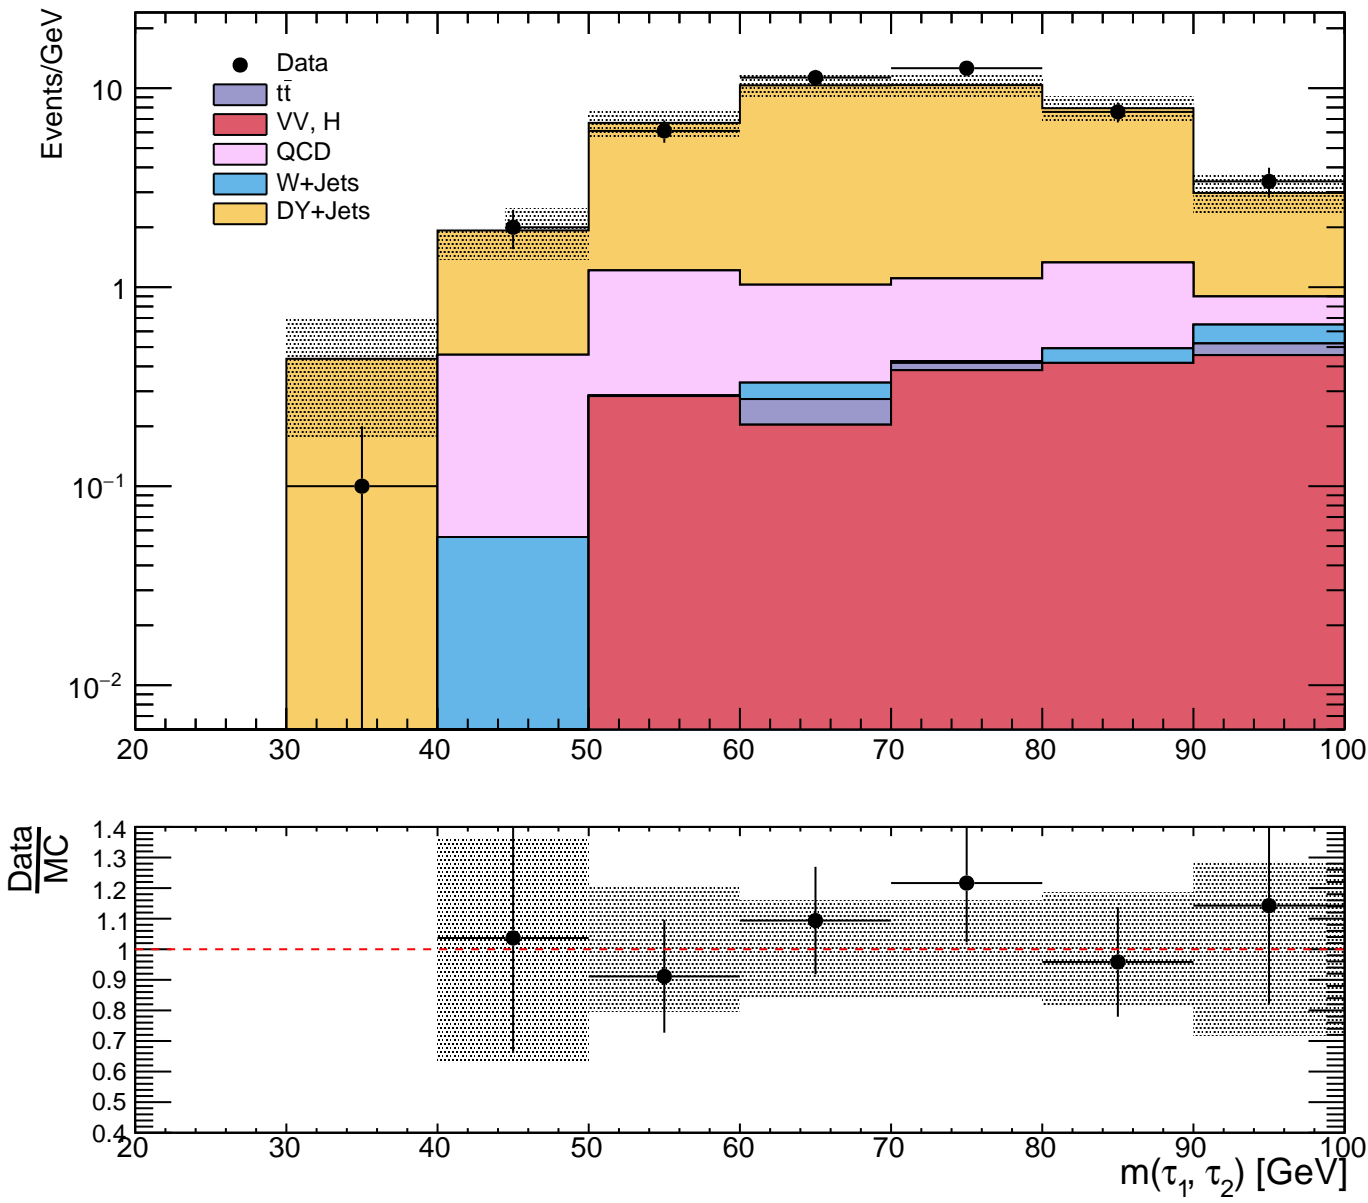 Events/GeV
10
1
10⁻¹
10⁻²
Data
tt̄
VV, H
QCD
W+Jets
DY+Jets
20 30 40 50 60 70 80 90 100
Data
MC
1.4
1.3
1.2
1.1
1
0.9
0.8
0.7
0.6
0.5
0.4
20 30 40 50 60 70 80 90 100
m(τ₁, τ₂) [GeV]